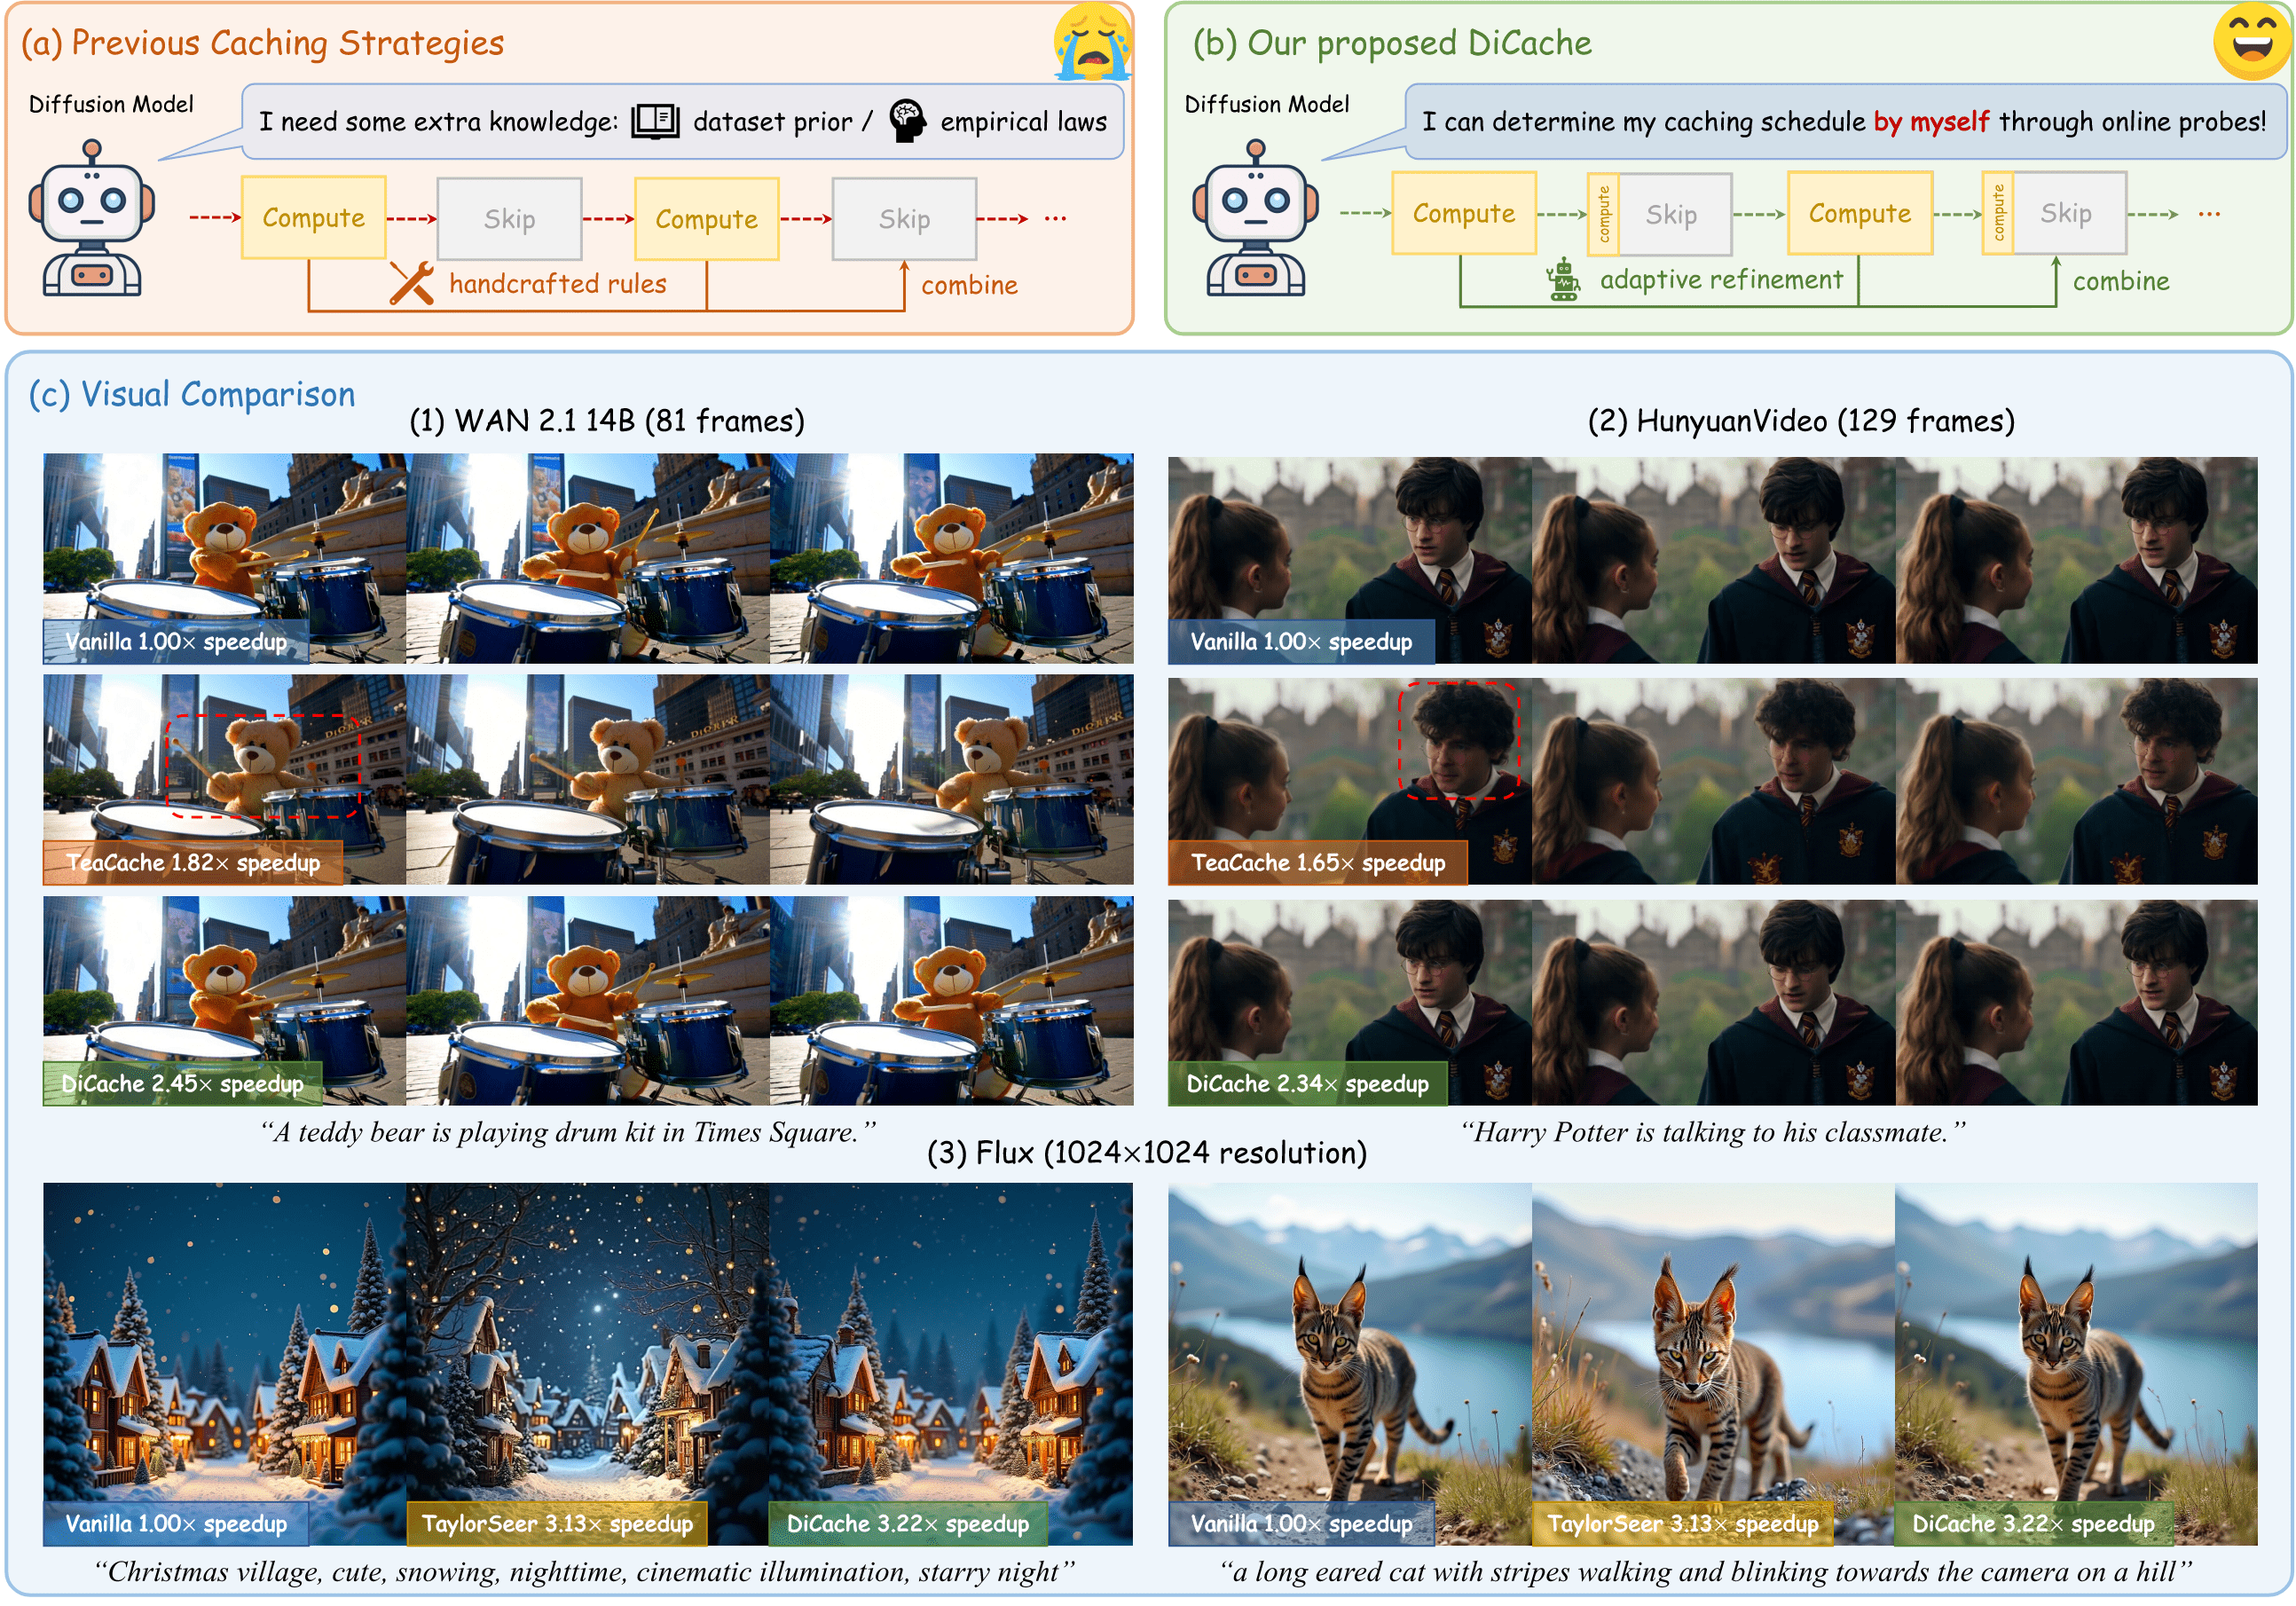 (a) Previous Caching Strategies
Diffusion Model
I need some extra knowledge: dataset prior / empirical laws
Compute
Skip
Compute
Skip
...
handcrafted rules
combine
(b) Our proposed DiCache
Diffusion Model
I can determine my caching schedule by myself through online probes!
Compute
compute
Skip
Compute
compute
Skip
...
adaptive refinement
combine
(c) Visual Comparison
(1) WAN 2.1 14B (81 frames)
Vanilla 1.00× speedup
TeaCache 1.82× speedup
DiCache 2.45× speedup
“A teddy bear is playing drum kit in Times Square.”
(2) HunyuanVideo (129 frames)
Vanilla 1.00× speedup
TeaCache 1.65× speedup
DiCache 2.34× speedup
“Harry Potter is talking to his classmate.”
(3) Flux (1024×1024 resolution)
Vanilla 1.00× speedup
TaylorSeer 3.13× speedup
DiCache 3.22× speedup
“Christmas village, cute, snowing, nighttime, cinematic illumination, starry night”
Vanilla 1.00× speedup
TaylorSeer 3.13× speedup
DiCache 3.22× speedup
“a long eared cat with stripes walking and blinking towards the camera on a hill”